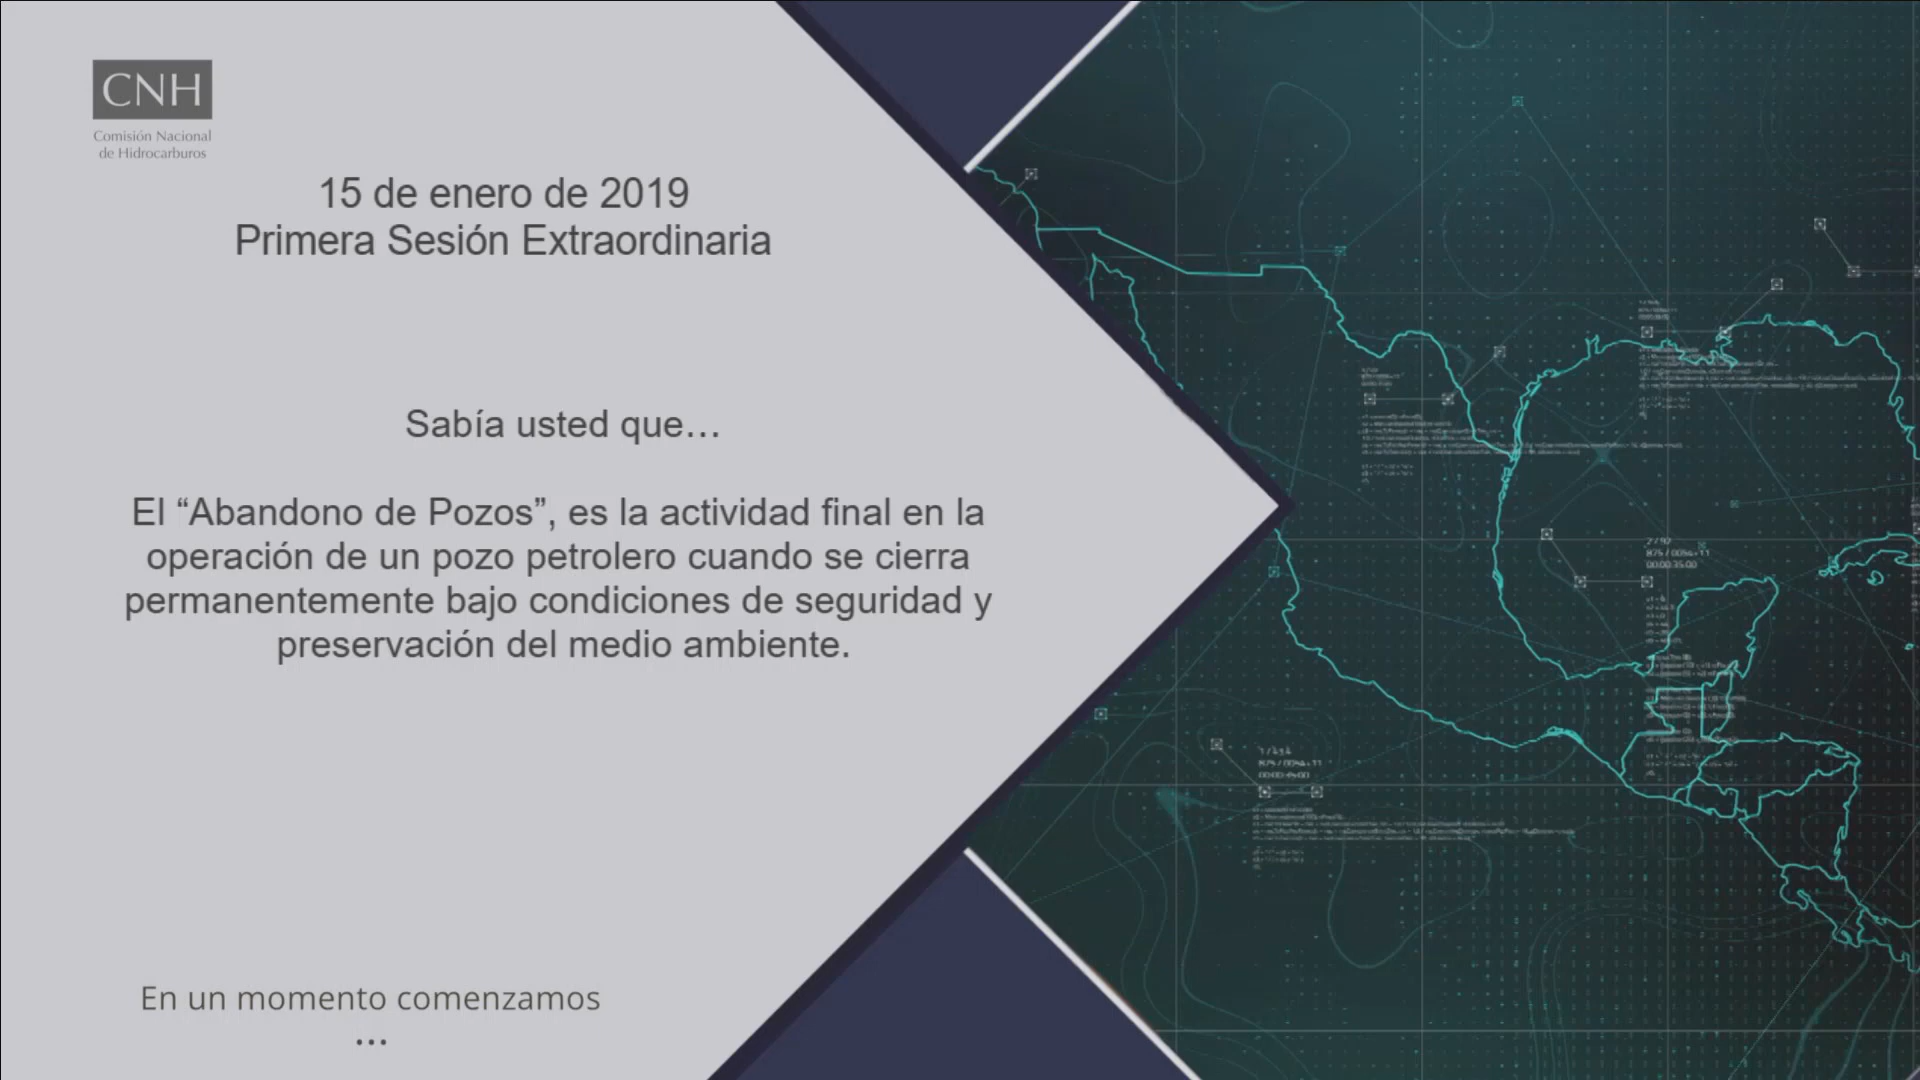 CNH
Comisión Nacional
de Hidrocarburos
15 de enero de 2019
Primera Sesión Extraordinaria
Sabía usted que...
El “Abandono de Pozos”, es la actividad final en la
operación de un pozo petrolero cuando se cierra
permanentemente bajo condiciones de seguridad y
preservación del medio ambiente.
En un momento comenzamos
...